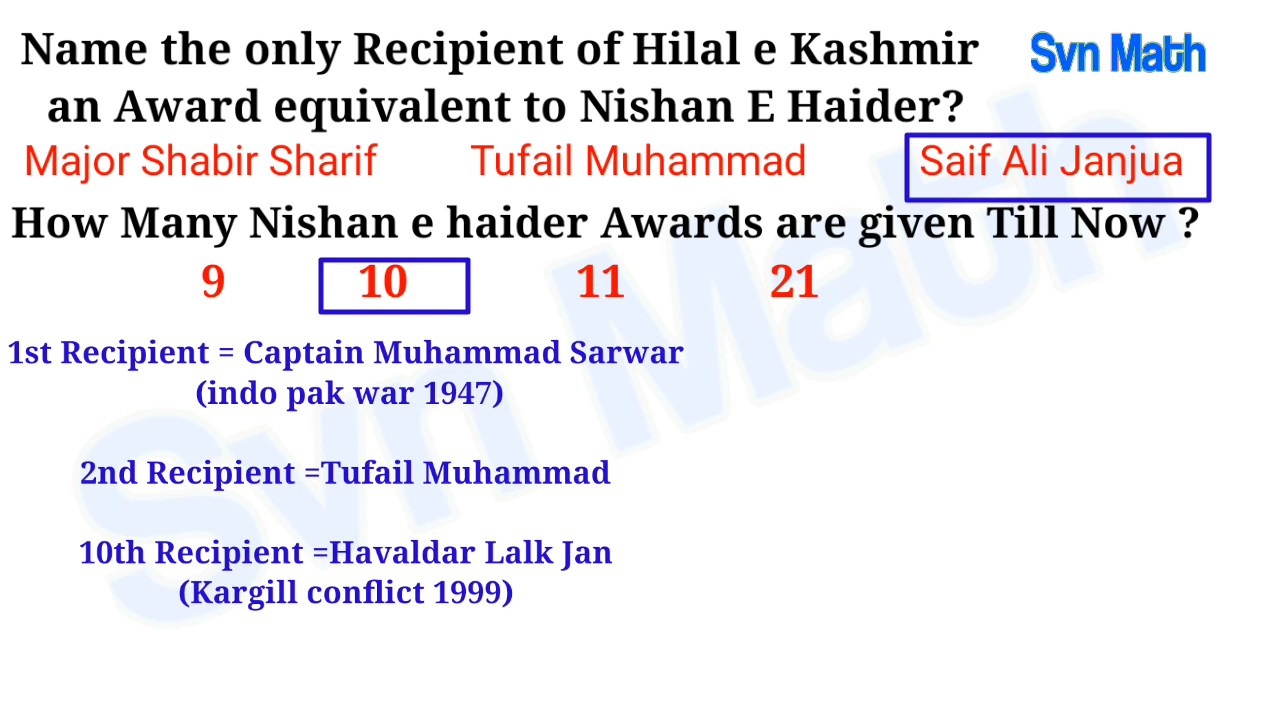 Name the only Recipient of Hilal e Kashmir
Svn Math
an Award equivalent to Nishan E Haider?
Major Shabir Sharif Tufail Muhammad Saif Ali Janjua
How Many Nishan e haider Awards are given Till Now ?
9 10 11 21
1st Recipient = Captain Muhammad Sarwar
(indo pak war 1947)
2nd Recipient =Tufail Muhammad
10th Recipient =Havaldar Lalk Jan
(Kargill conflict 1999)
Svn Math